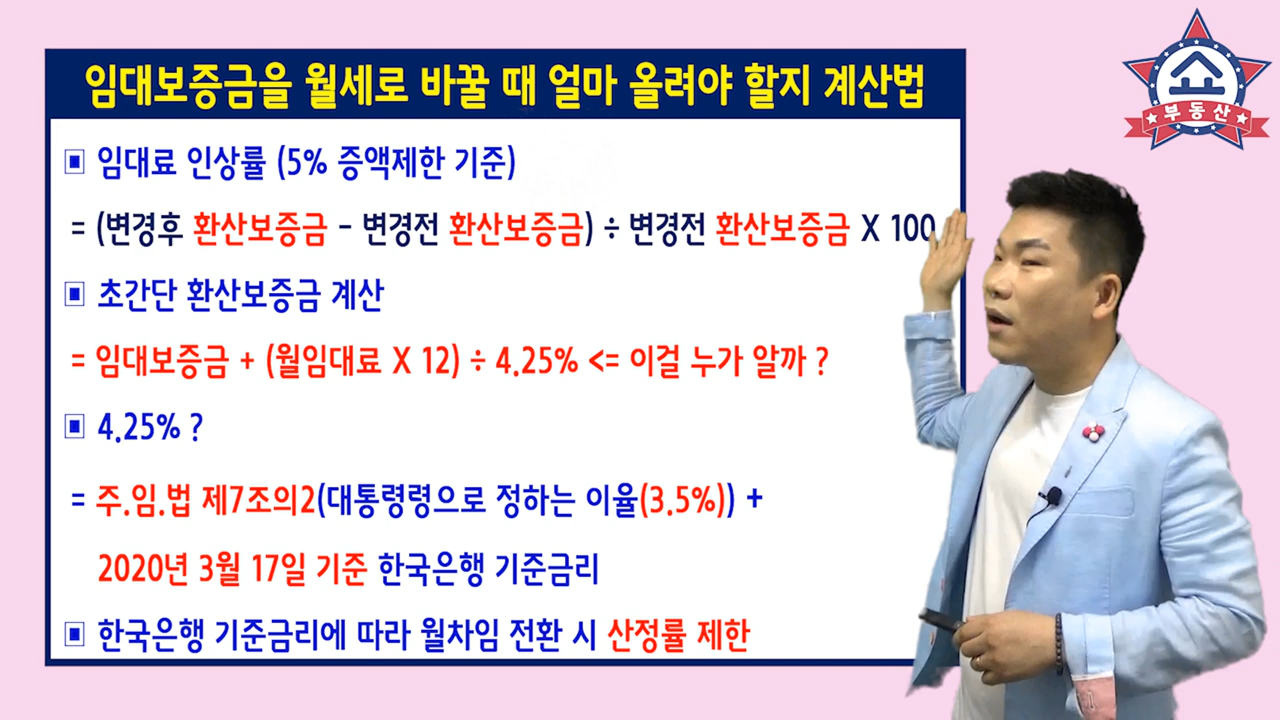 임대보증금을 월세로 바꿀 때 얼마 올려야 할지 계산법
부동산
▣ 임대료 인상률 (5% 증액제한 기준)
= (변경후 환산보증금 - 변경전 환산보증금) ÷ 변경전 환산보증금 X 100
▣ 초간단 환산보증금 계산
= 임대보증금 + (월임대료 X 12) ÷ 4.25% <= 이걸 누가 알까 ?
▣ 4.25% ?
= 주.임.법 제7조의2(대통령령으로 정하는 이율(3.5%)) +
2020년 3월 17일 기준 한국은행 기준금리
▣ 한국은행 기준금리에 따라 월차임 전환 시 산정률 제한